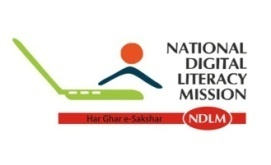 NATIONAL
DIGITAL
LITERACY
MISSION
Har Ghar e-Sakshar
NDLM